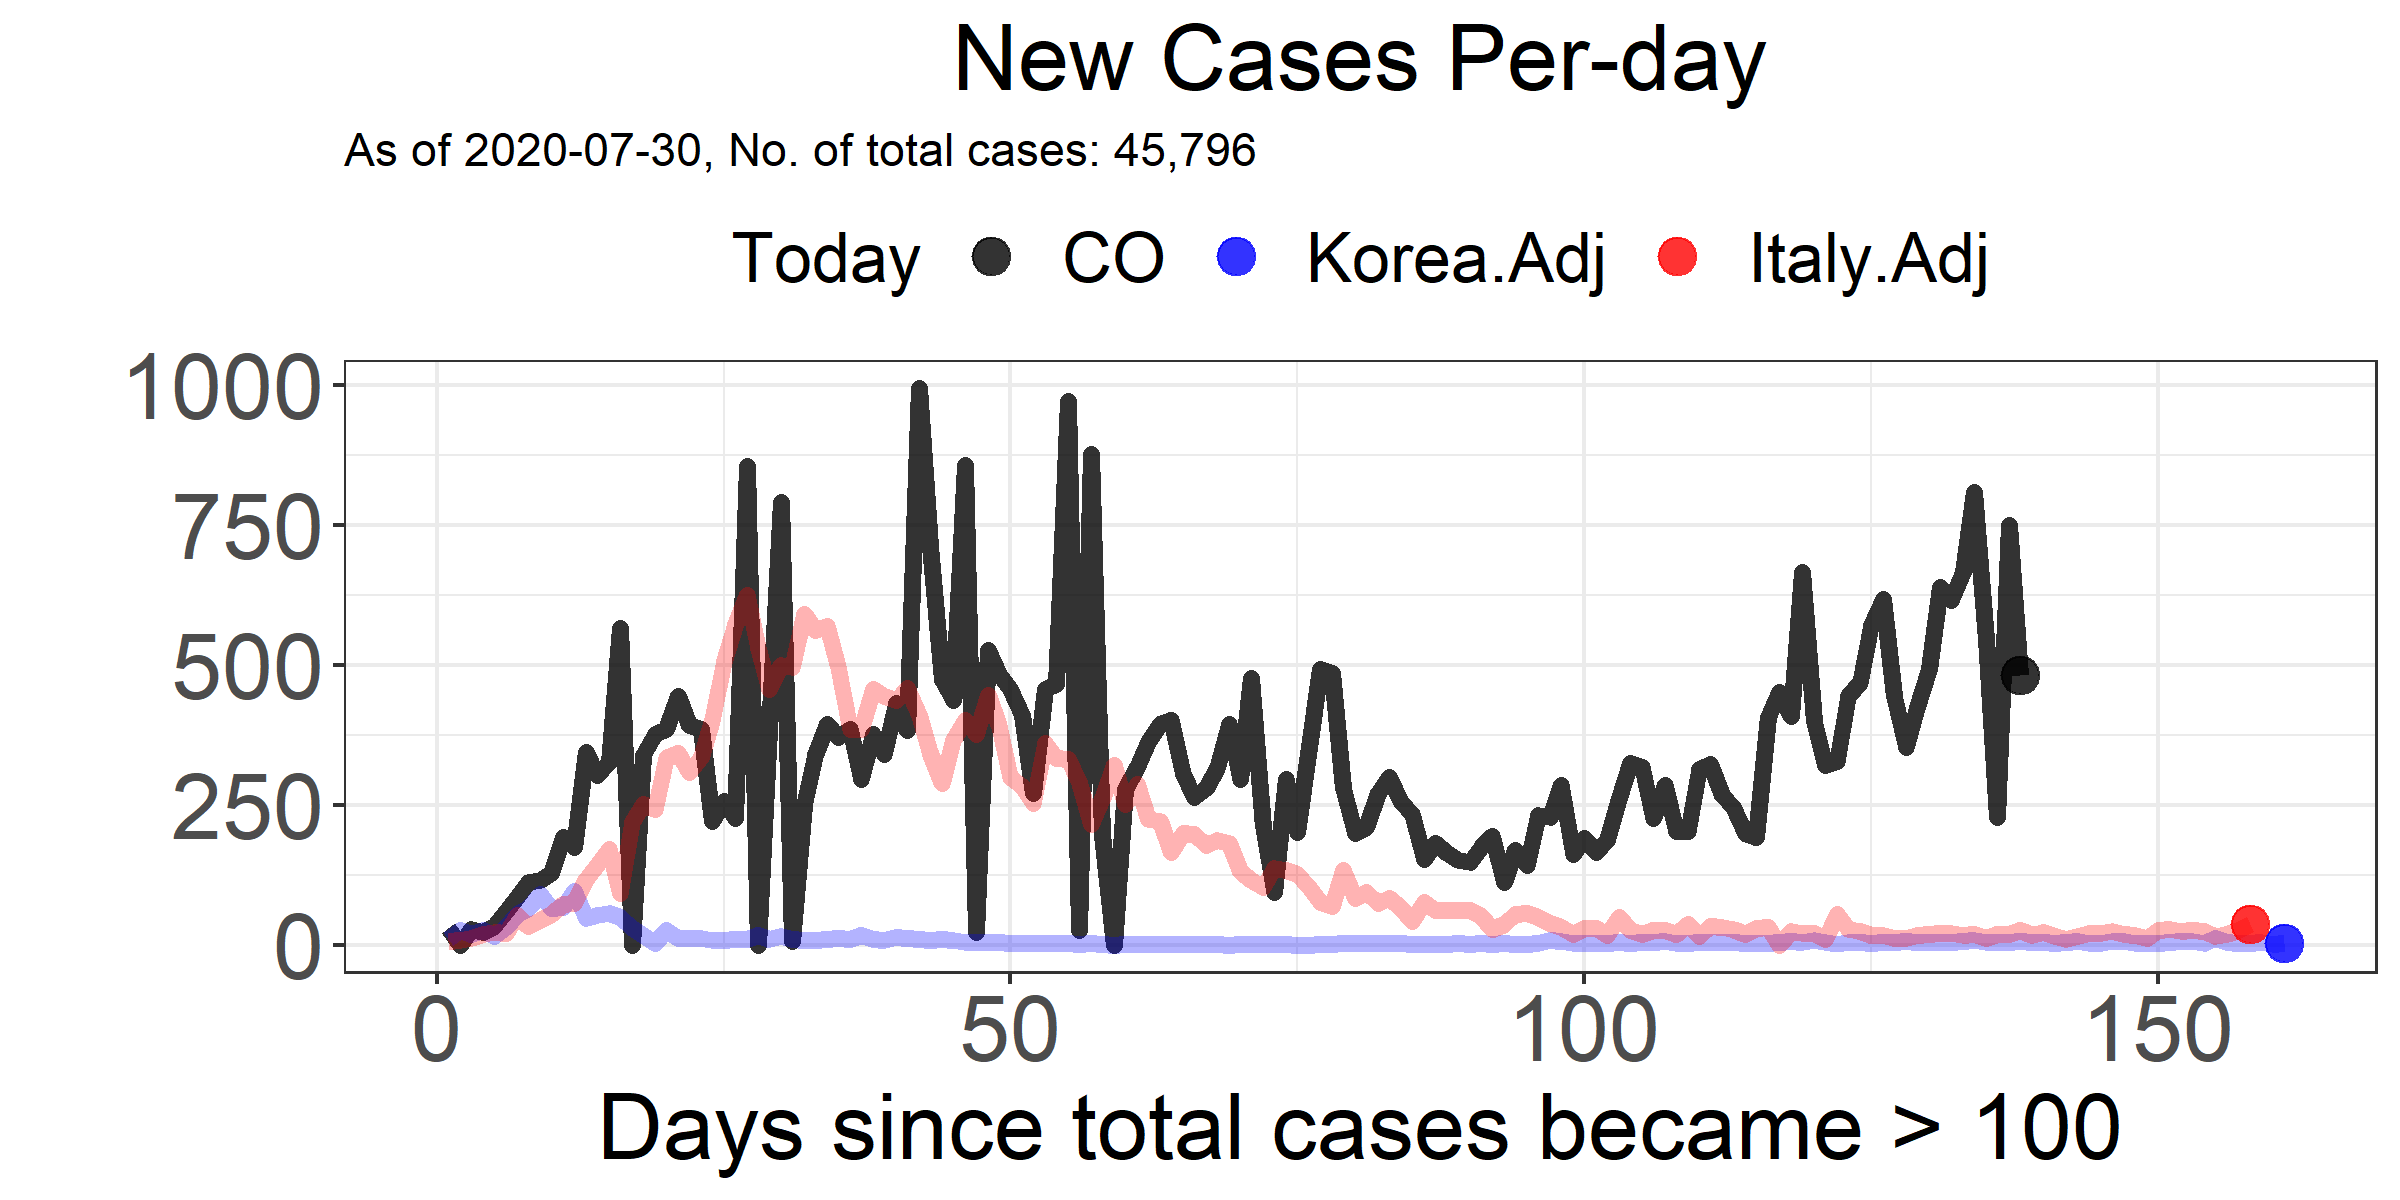 New Cases Per-day
As of 2020-07-30, No. of total cases: 45,796
Today CO Korea.Adj Italy.Adj
1000
750
500
250
0
0 50 100 150
Days since total cases became > 100